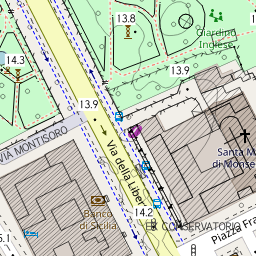 13.8
Giardino
Inglese
14.3
13.9
13.9
VIA MONTISORO
Via della Liber
Santa M
di Monse
Banco
di Sicilia
14.2
EX CONSERVATORIO
Piazza Fra
5.1